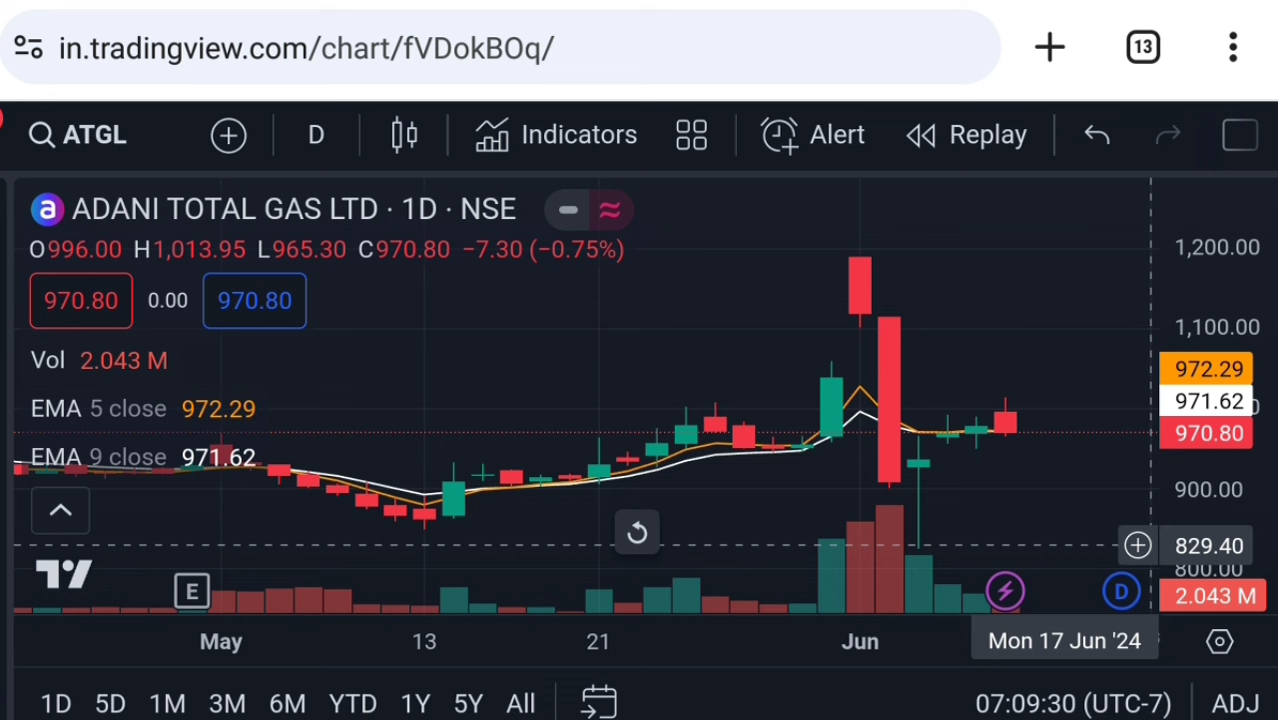 in.tradingview.com/chart/fVDokBOq/ 13
ATGL D Indicators Alert Replay
a ADANI TOTAL GAS LTD · 1D · NSE
O996.00 H1,013.95 L965.30 C970.80 −7.30 (−0.75%)
1,200.00
970.80 0.00 970.80
1,100.00
Vol 2.043 M
972.29
EMA 5 close 972.29
971.62
970.80
EMA 9 close 971.62
900.00
829.40
800.00
E D 2.043 M
May 13 21 Jun Mon 17 Jun '24
1D 5D 1M 3M 6M YTD 1Y 5Y All 07:09:30 (UTC-7) ADJ